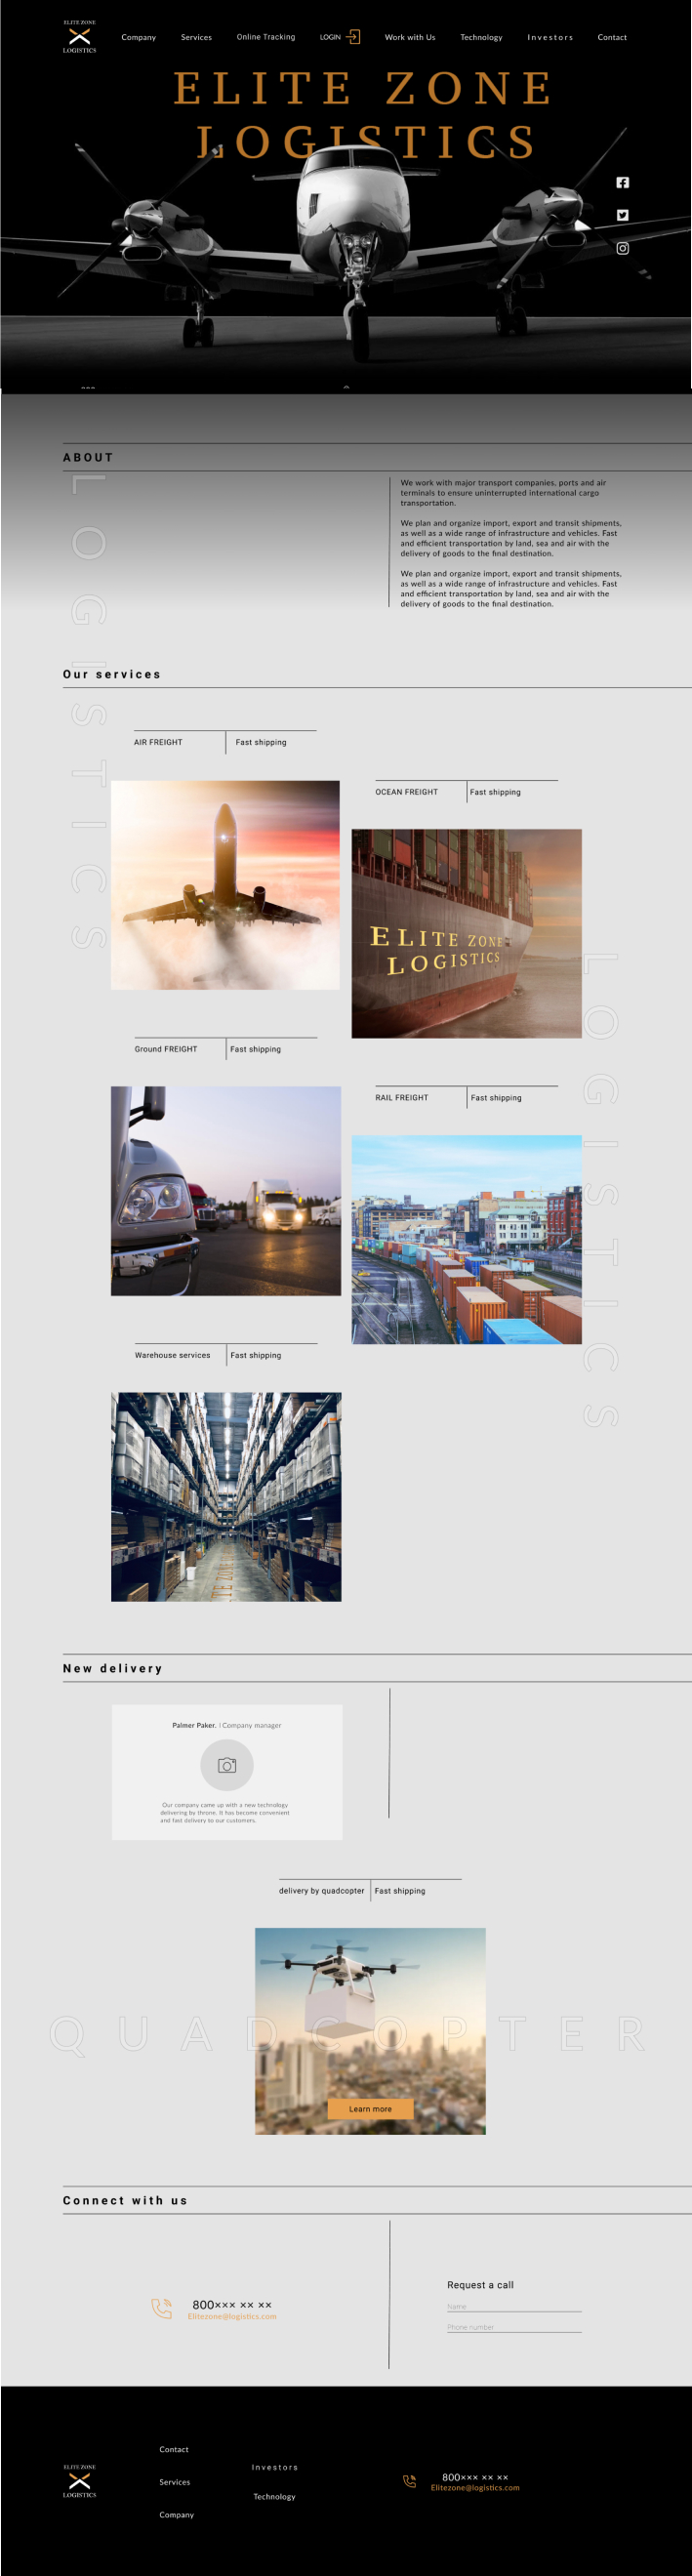 ELITE ZONE
LOGISTICS
Company Services Online Tracking LOGIN Work with Us Technology Investors Contact
ELITE ZONE
LOGISTICS
ABOUT
LOGISTICS
We work with major transport companies, ports and air
terminals to ensure uninterrupted international cargo
transportation.
We plan and organize import, export and transit shipments,
as well as a wide range of infrastructure and vehicles. Fast
and efficient transportation by land, sea and air with the
delivery of goods to the final destination.
We plan and organize import, export and transit shipments,
as well as a wide range of infrastructure and vehicles. Fast
and efficient transportation by land, sea and air with the
delivery of goods to the final destination.
Our services
AIR FREIGHT Fast shipping
OCEAN FREIGHT Fast shipping
ELITE ZONE
LOGISTICS
LOGISTICS
Ground FREIGHT Fast shipping
RAIL FREIGHT Fast shipping
Warehouse services Fast shipping
New delivery
Palmer Paker. | Company manager
Our company came up with a new technology
delivering by throne. It has become convenient
and fast delivery to our customers.
delivery by quadcopter Fast shipping
QUADCOPTER
Learn more
Connect with us
800××× ×× ××
Elitezone@logistics.com
Request a call
Name
Phone number
ELITE ZONE
LOGISTICS
Contact
Services
Company
Investors
Technology
800××× ×× ××
Elitezone@logistics.com